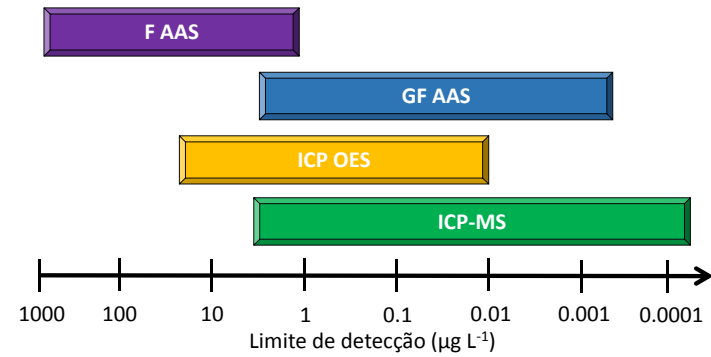 F AAS
GF AAS
ICP OES
ICP-MS
1000 100 10 1 0.1 0.01 0.001 0.0001
Limite de detecção (µg L⁻¹)